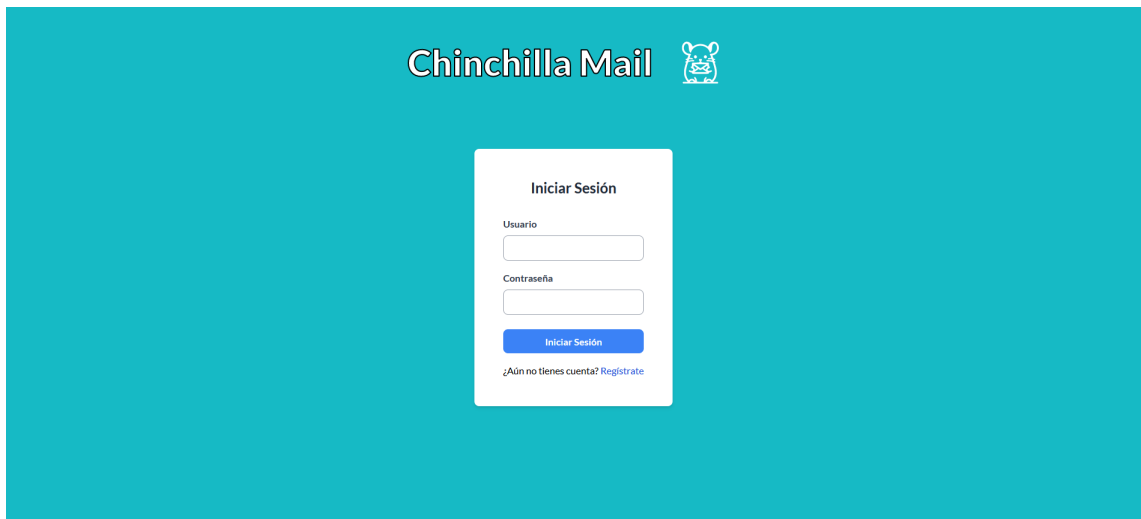 Chinchilla Mail
Iniciar Sesión
Usuario
Contraseña
Iniciar Sesión
¿Aún no tienes cuenta? Regístrate